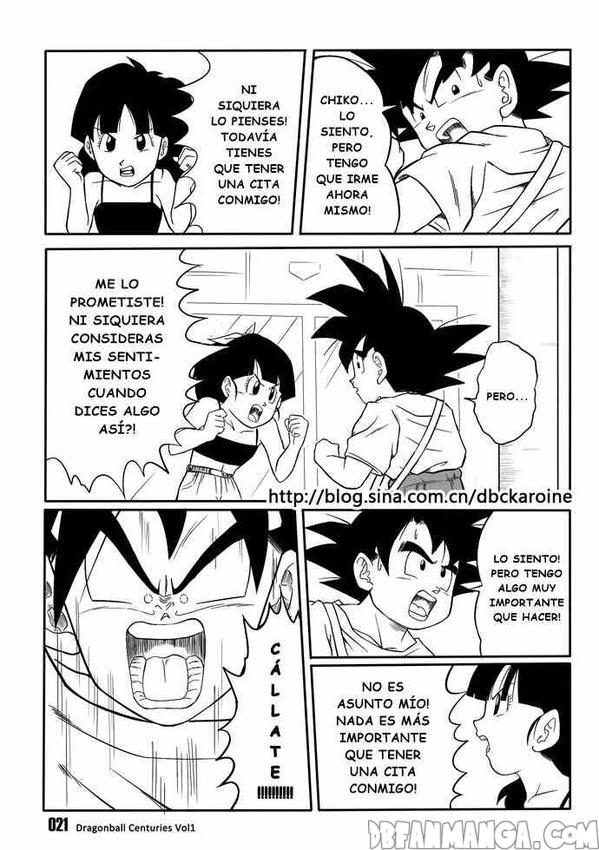 CHIKO...
LO
SIENTO,
PERO
TENGO
QUE IRME
AHORA
MISMO!
NI
SIQUIERA
LO PIENSES!
TODAVÍA
TIENES
QUE TENER
UNA CITA
CONMIGO!
PERO...
ME LO
PROMETISTE!
NI SIQUIERA
CONSIDERAS
MIS SENTI-
MIENTOS
CUANDO
DICES ALGO
ASÍ?!
http://blog.sina.com.cn/dbckaroine
LO SIENTO!
PERO TENGO
ALGO MUY
IMPORTANTE
QUE HACER!
NO ES
ASUNTO MÍO!
NADA ES MÁS
IMPORTANTE
QUE TENER
UNA CITA
CONMIGO!
CÁLLATE
!!!!!!!!!!
021 Dragonball Centuries Vol1
DBFANMANGA.COM